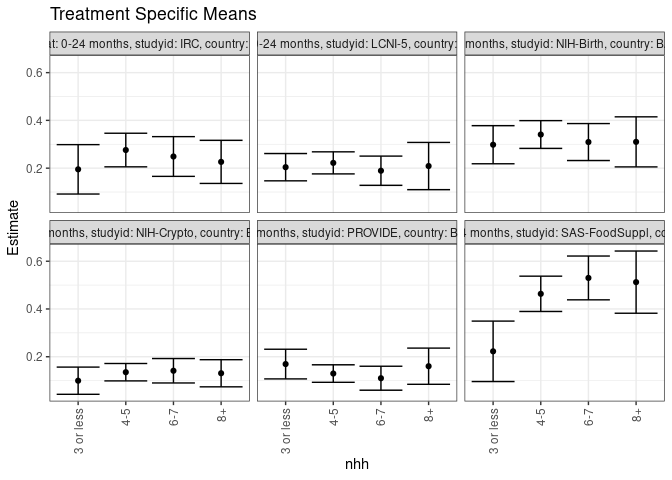 Treatment Specific Means
t: 0-24 months, studyid: IRC, country:
-24 months, studyid: LCNI-5, country:
months, studyid: NIH-Birth, country: B
0.6
0.4
0.2
months, studyid: NIH-Crypto, country: B
months, studyid: PROVIDE, country: B
4 months, studyid: SAS-FoodSuppl, co
0.6
0.4
0.2
Estimate
3 or less
4-5
6-7
8+
3 or less
4-5
6-7
8+
3 or less
4-5
6-7
8+
nhh